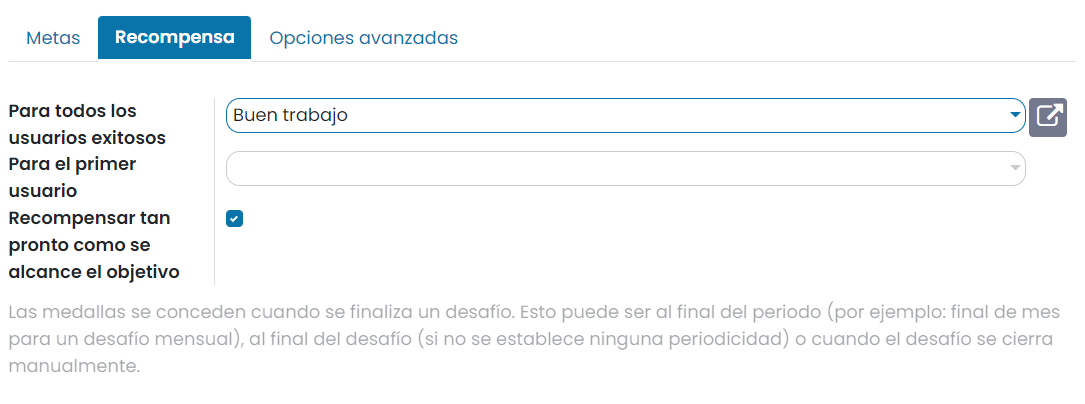 Metas Recompensa Opciones avanzadas
Para todos los
usuarios exitosos
Buen trabajo
Para el primer
usuario
Recompensar tan
pronto como se
alcance el objetivo
Las medallas se conceden cuando se finaliza un desafío. Esto puede ser al final del periodo (por ejemplo: final de mes
para un desafío mensual), al final del desafío (si no se establece ninguna periodicidad) o cuando el desafío se cierra
manualmente.